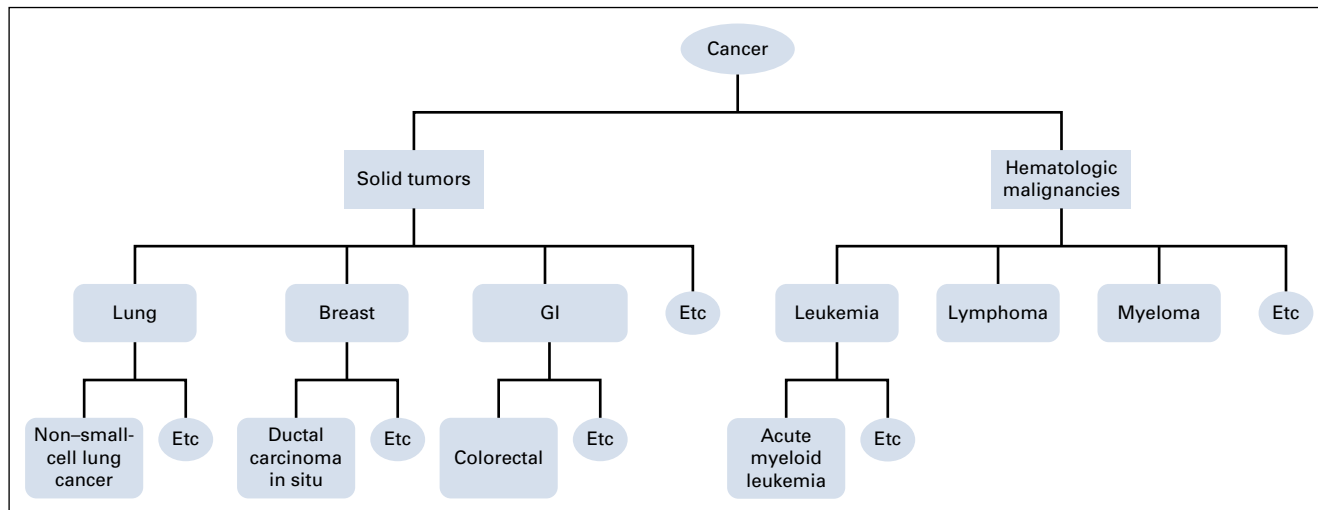 Cancer
Solid tumors
Hematologic
malignancies
Lung
Breast
GI
Etc
Leukemia
Lymphoma
Myeloma
Etc
Non–small-
cell lung
cancer
Etc
Ductal
carcinoma
in situ
Etc
Colorectal
Etc
Acute
myeloid
leukemia
Etc